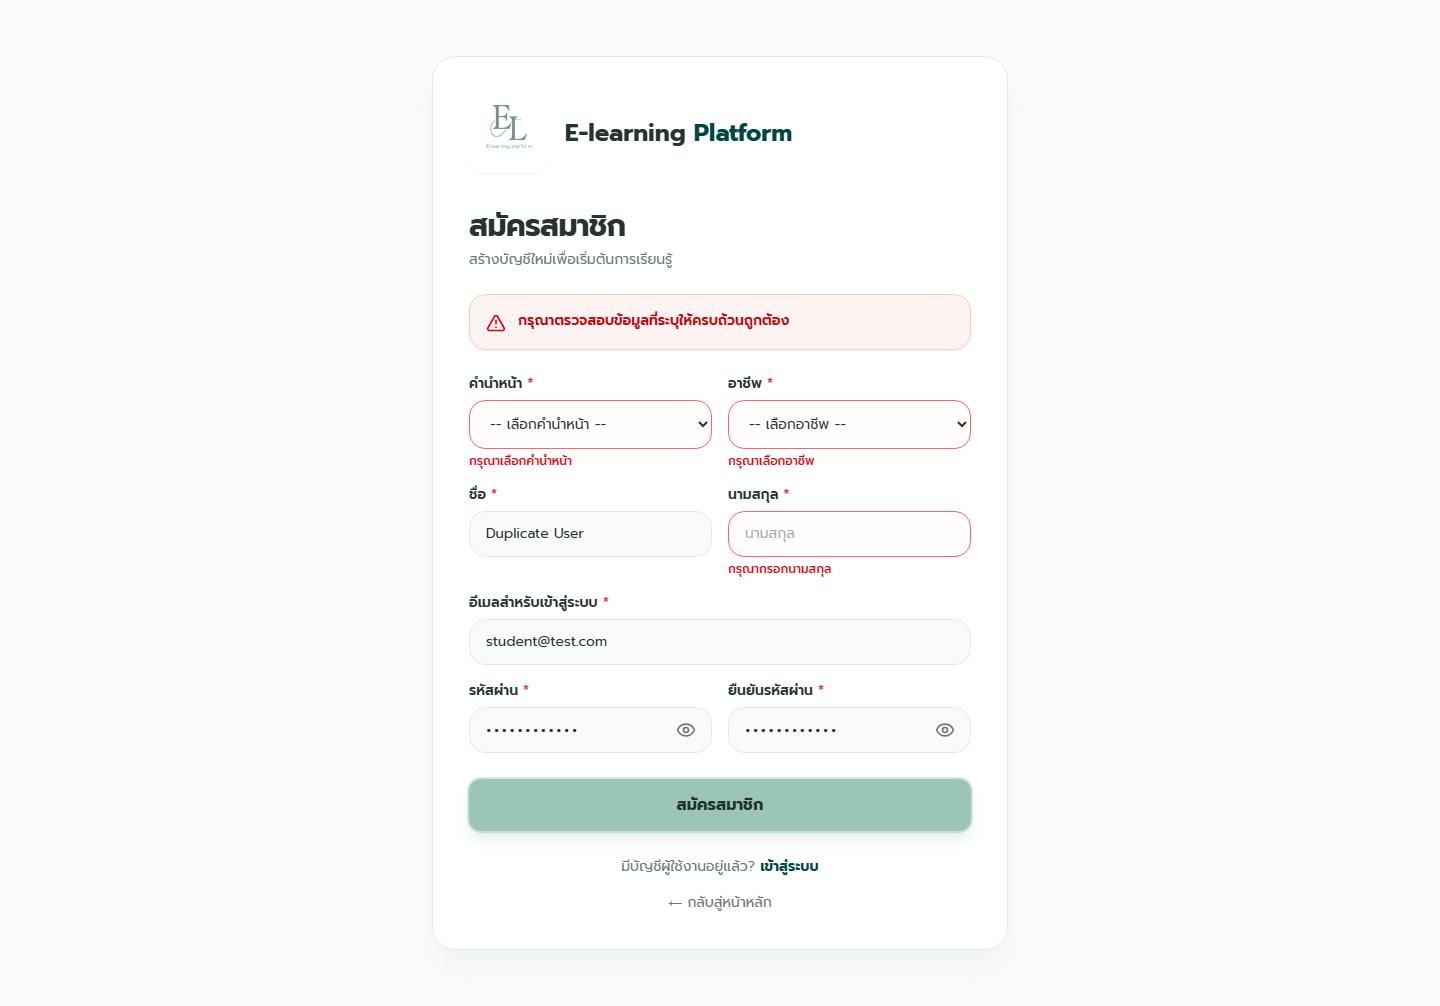 EL
E-learning platform
E-learning Platform
สมัครสมาชิก
สร้างบัญชีใหม่เพื่อเริ่มต้นการเรียนรู้
กรุณาตรวจสอบข้อมูลที่ระบุให้ครบถ้วนถูกต้อง
คำนำหน้า * อาชีพ *
-- เลือกคำนำหน้า -- -- เลือกอาชีพ --
กรุณาเลือกคำนำหน้า กรุณาเลือกอาชีพ
ชื่อ * นามสกุล *
Duplicate User นามสกุล
กรุณากรอกนามสกุล
อีเมลสำหรับเข้าสู่ระบบ *
student@test.com
รหัสผ่าน * ยืนยันรหัสผ่าน *
•••••••••••• ••••••••••••
สมัครสมาชิก
มีบัญชีผู้ใช้งานอยู่แล้ว? เข้าสู่ระบบ
← กลับสู่หน้าหลัก